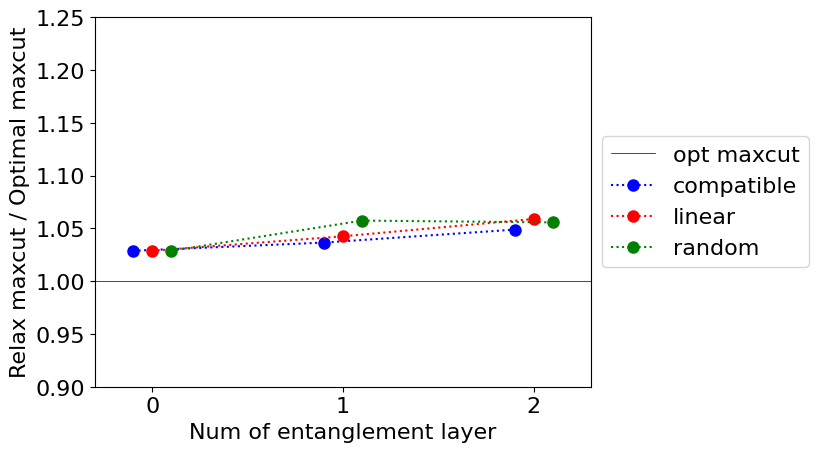 Relax maxcut / Optimal maxcut
1.25
1.20
1.15
1.10
1.05
1.00
0.95
0.90
0
1
2
Num of entanglement layer
opt maxcut
compatible
linear
random